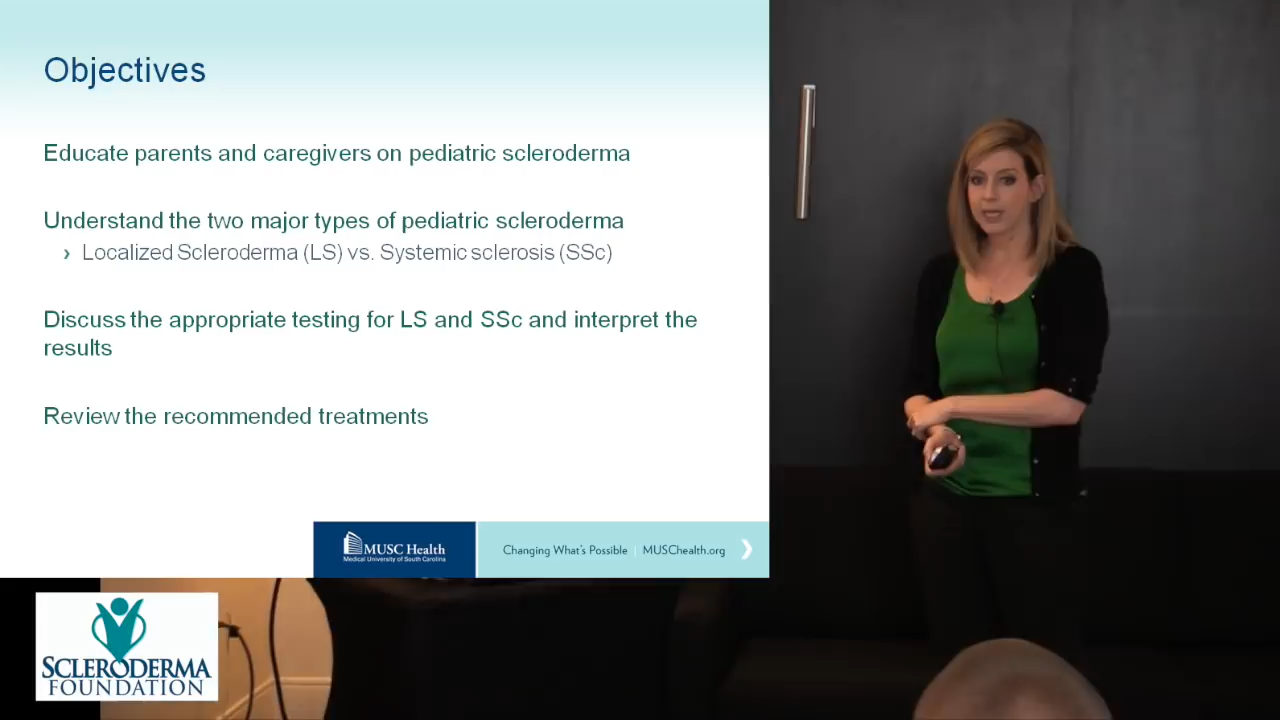 Objectives
Educate parents and caregivers on pediatric scleroderma
Understand the two major types of pediatric scleroderma
› Localized Scleroderma (LS) vs. Systemic sclerosis (SSc)
Discuss the appropriate testing for LS and SSc and interpret the
results
Review the recommended treatments
MUSC Health
Medical University of South Carolina
Changing What's Possible | MUSChealth.org
SCLERODERMA
FOUNDATION